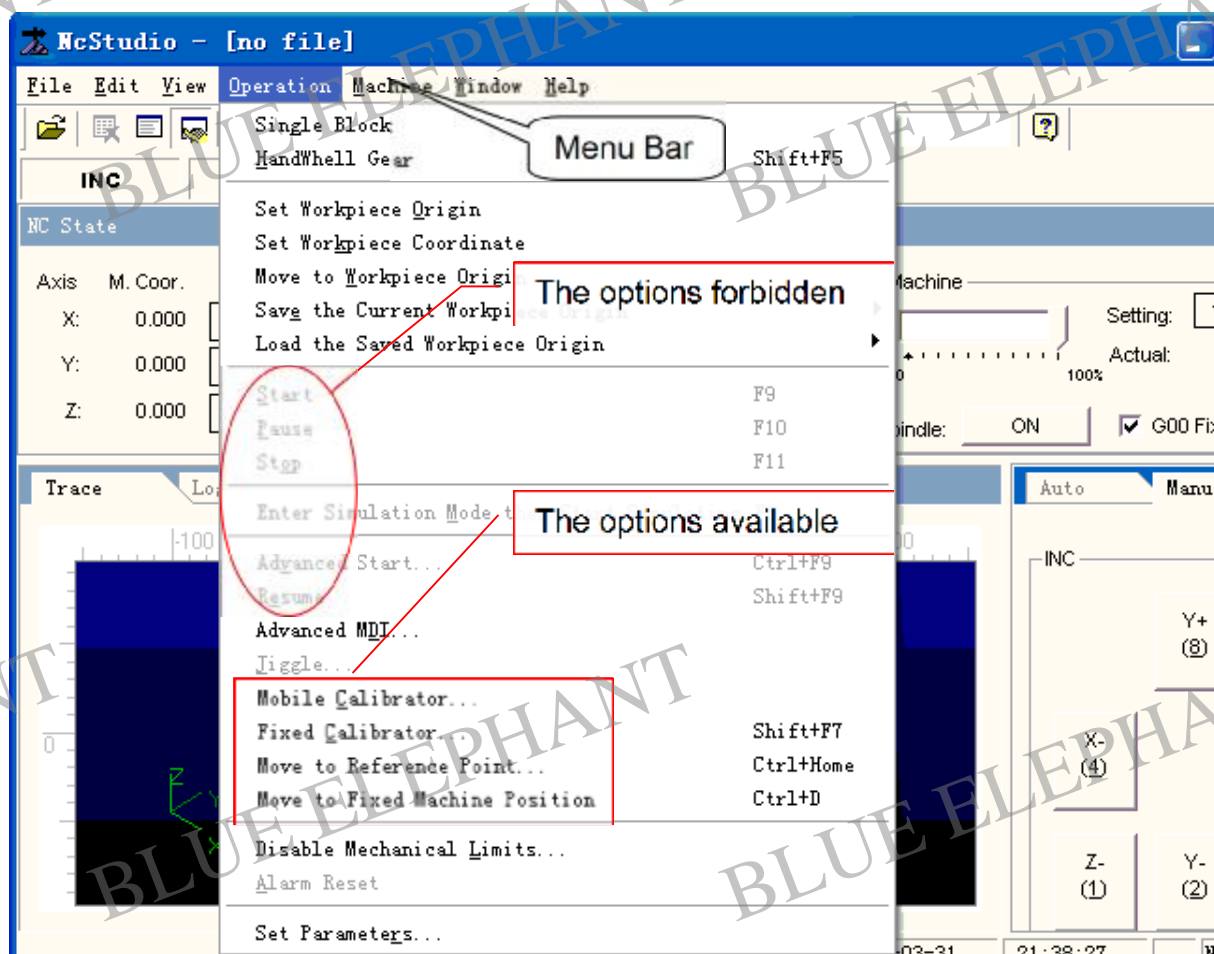 NcStudio - [no file]
File Edit View Operation Machine Window Help
Single Block
Menu Bar
HandWhell Gear Shift+F5
INC
Set Workpiece Origin
NC State
Set Workpiece Coordinate
Axis M. Coor. Move to Workpiece Origin
The options forbidden
Machine
X: 0.000 Save the Current Workpiece Origin Setting:
Load the Saved Workpiece Origin
Y: 0.000 Actual:
0 100%
Start F9
Z: 0.000
Pause F10
ON G00 Fix
Stop F11
Trace Auto Manu
Enter Simulation Mode
The options available
-100
Advanced Start... Ctrl+F9
INC
Resume Shift+F9
Advanced MDI...
Y+
(8)
Jiggle...
Mobile Calibrator...
Fixed Calibrator... Shift+F7
0
X-
(4)
Move to Reference Point... Ctrl+Home
Z
Move to Fixed Machine Position Ctrl+D
Y
X
Disable Mechanical Limits...
Z- Y-
(1) (2)
Alarm Reset
Set Parameters...
-03-31 21:38:27
BLUE ELEPHANT
BLUE ELEPHANT
BLUE ELEPHANT
BLUE ELEPHANT